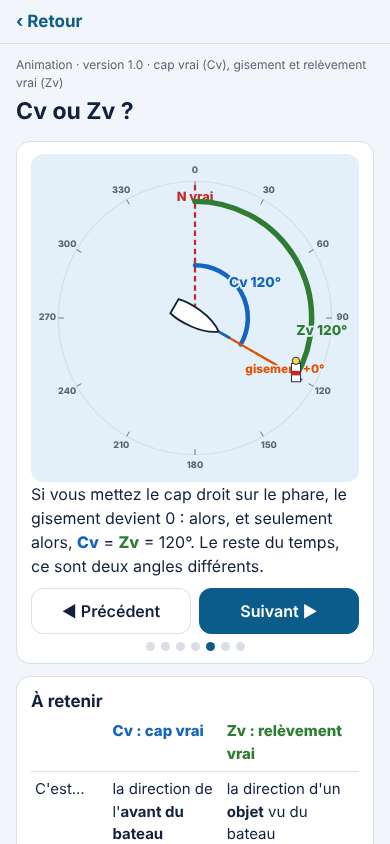 ‹ Retour
Animation · version 1.0 · cap vrai (Cv), gisement et relèvement
vrai (Zv)
Cv ou Zv ?
0
330
N vrai
30
300
60
Cv 120°
270
90
Zv 120°
gisement +0°
240
120
210
150
180
Si vous mettez le cap droit sur le phare, le
gisement devient 0 : alors, et seulement
alors, Cv = Zv = 120°. Le reste du temps,
ce sont deux angles différents.
◀ Précédent
Suivant ▶
À retenir
Cv : cap vrai
Zv : relèvement
vrai
C'est...
la direction de
l'avant du
bateau
la direction d'un
objet vu du
bateau